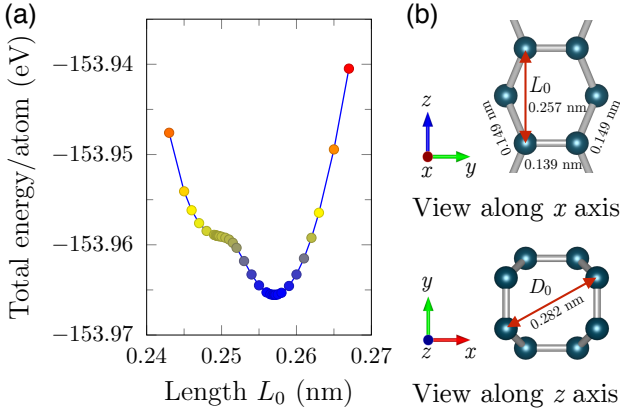 (a)
Total energy/atom (eV)
−153.94
−153.95
−153.96
−153.97
0.24
0.25
0.26
0.27
Length L₀ (nm)
(b)
L₀
0.257 nm
0.149 nm
0.149 nm
0.139 nm
z
x
y
View along x axis
D₀
0.282 nm
y
z
x
View along z axis